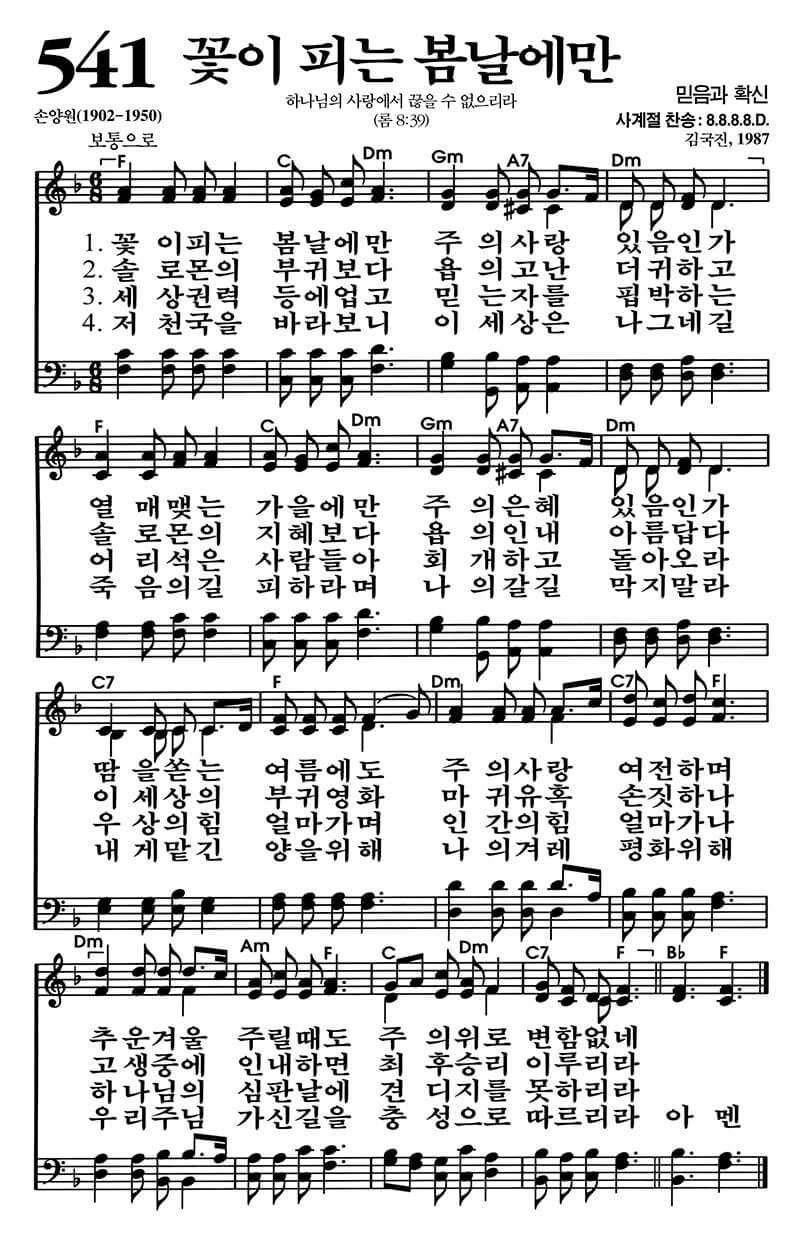 541 꽃이 피는 봄날에만
하나님의 사랑에서 끊을 수 없으리라
(롬 8:39)
믿음과 확신
손양원(1902-1950)
사계절 찬송 : 8.8.8.8.D.
보통으로
김국진, 1987
F C Dm Gm A7 Dm
1. 꽃 이피는 봄날에만 주 의사랑 있음인가
2. 솔 로몬의 부귀보다 욥 의고난 더귀하고
3. 세 상권력 등에업고 믿 는자를 핍박하는
4. 저 천국을 바라보니 이 세상은 나그네길
F C Dm Gm A7 Dm
열 매맺는 가을에만 주 의은혜 있음인가
솔 로몬의 지혜보다 욥 의인내 아름답다
어 리석은 사람들아 회 개하고 돌아오라
죽 음의길 피하라며 나 의갈길 막지말라
C7 F Dm C7 F
땀 을쏟는 여름에도 주 의사랑 여전하며
이 세상의 부귀영화 마 귀유혹 손짓하나
우 상의힘 얼마가며 인 간의힘 얼마가나
내 게맡긴 양을위해 나 의겨레 평화위해
Dm Am F C Dm C7 F B♭ F
추운겨울 주릴때도 주 의위로 변함없네
고생중에 인내하면 최 후승리 이루리라
하나님의 심판날에 견 디지를 못하리라
우리주님 가신길을 충 성으로 따르리라 아 멘